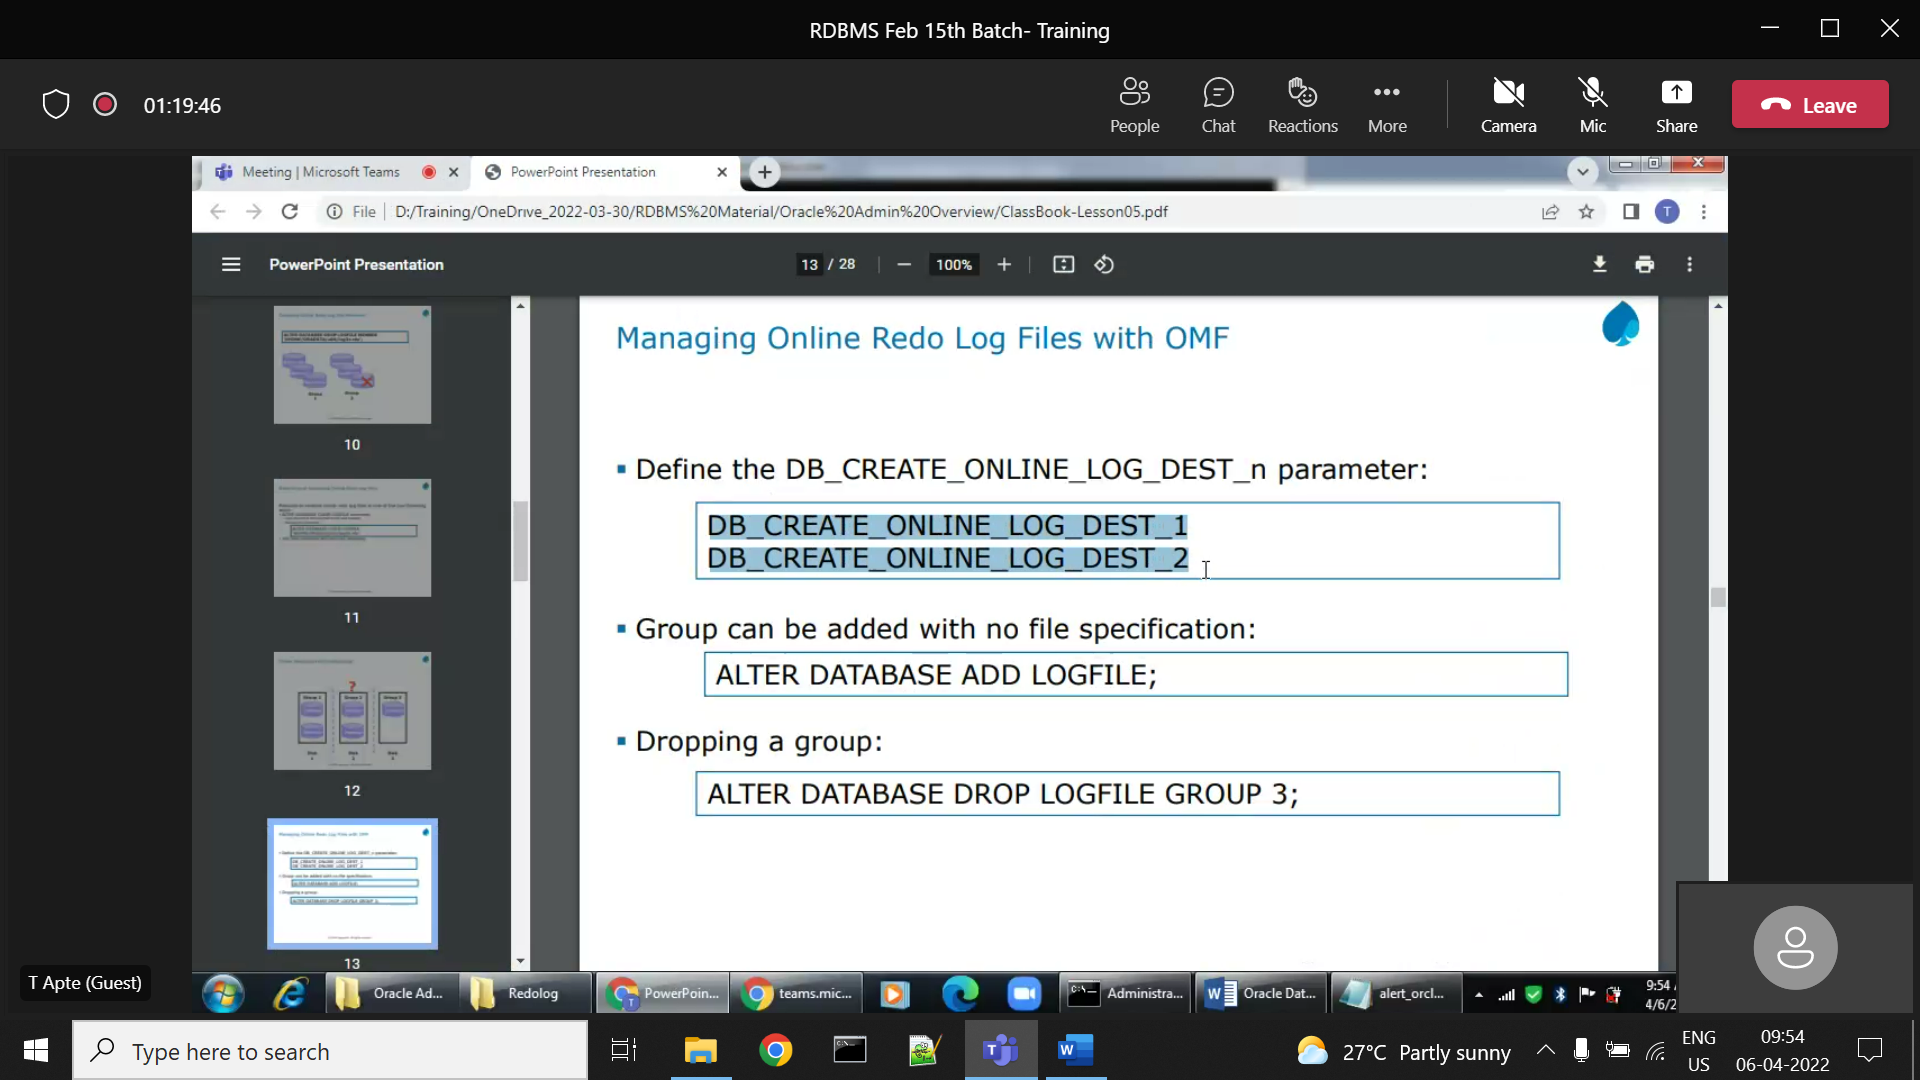 RDBMS Feb 15th Batch- Training
01:19:46
People
Chat
Reactions
More
Camera
Mic
Share
Leave
Meeting | Microsoft Teams
PowerPoint Presentation
File
D:/Training/OneDrive_2022-03-30/RDBMS%20Material/Oracle%20Admin%20Overview/ClassBook-Lesson05.pdf
T
PowerPoint Presentation
13 / 28
100%
10
11
12
13
Managing Online Redo Log Files with OMF
▪ Define the DB_CREATE_ONLINE_LOG_DEST_n parameter:
DB_CREATE_ONLINE_LOG_DEST_1
DB_CREATE_ONLINE_LOG_DEST_2
▪ Group can be added with no file specification:
ALTER DATABASE ADD LOGFILE;
▪ Dropping a group:
ALTER DATABASE DROP LOGFILE GROUP 3;
T Apte (Guest)
Oracle Ad...
Redolog
PowerPoin...
teams.mic...
Administra...
Oracle Dat...
alert_orcl...
9:54
4/6/2
Type here to search
27°C Partly sunny
ENG
US
09:54
06-04-2022